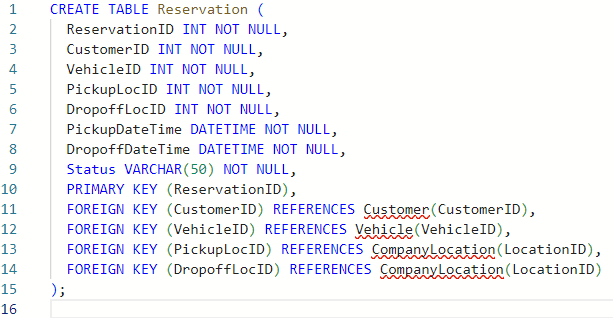 1 CREATE TABLE Reservation (
2 ReservationID INT NOT NULL,
3 CustomerID INT NOT NULL,
4 VehicleID INT NOT NULL,
5 PickupLocID INT NOT NULL,
6 DropoffLocID INT NOT NULL,
7 PickupDateTime DATETIME NOT NULL,
8 DropoffDateTime DATETIME NOT NULL,
9 Status VARCHAR(50) NOT NULL,
10 PRIMARY KEY (ReservationID),
11 FOREIGN KEY (CustomerID) REFERENCES Customer(CustomerID),
12 FOREIGN KEY (VehicleID) REFERENCES Vehicle(VehicleID),
13 FOREIGN KEY (PickupLocID) REFERENCES CompanyLocation(LocationID),
14 FOREIGN KEY (DropoffLocID) REFERENCES CompanyLocation(LocationID)
15 );
16